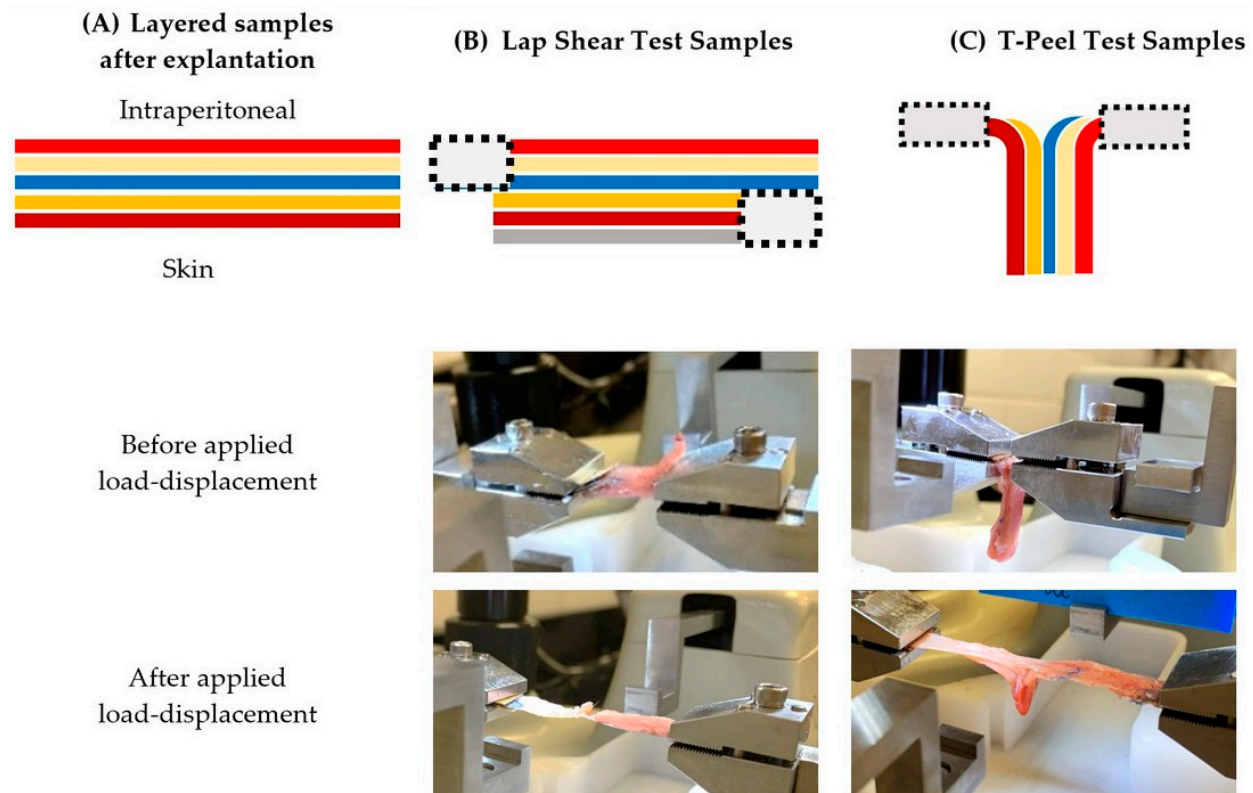 (A) Layered samples
after explantation
(B) Lap Shear Test Samples
(C) T-Peel Test Samples
Intraperitoneal
Skin
Before applied
load-displacement
After applied
load-displacement